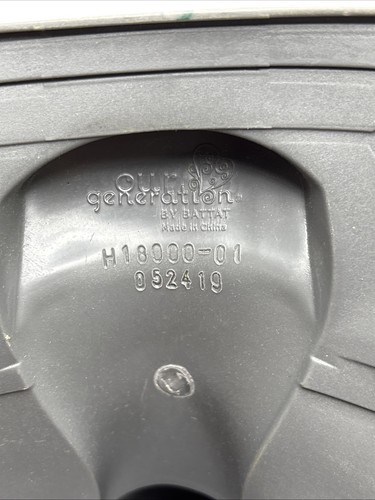 our
generation
BY BATTAT
Made in China
H18000-01
052419